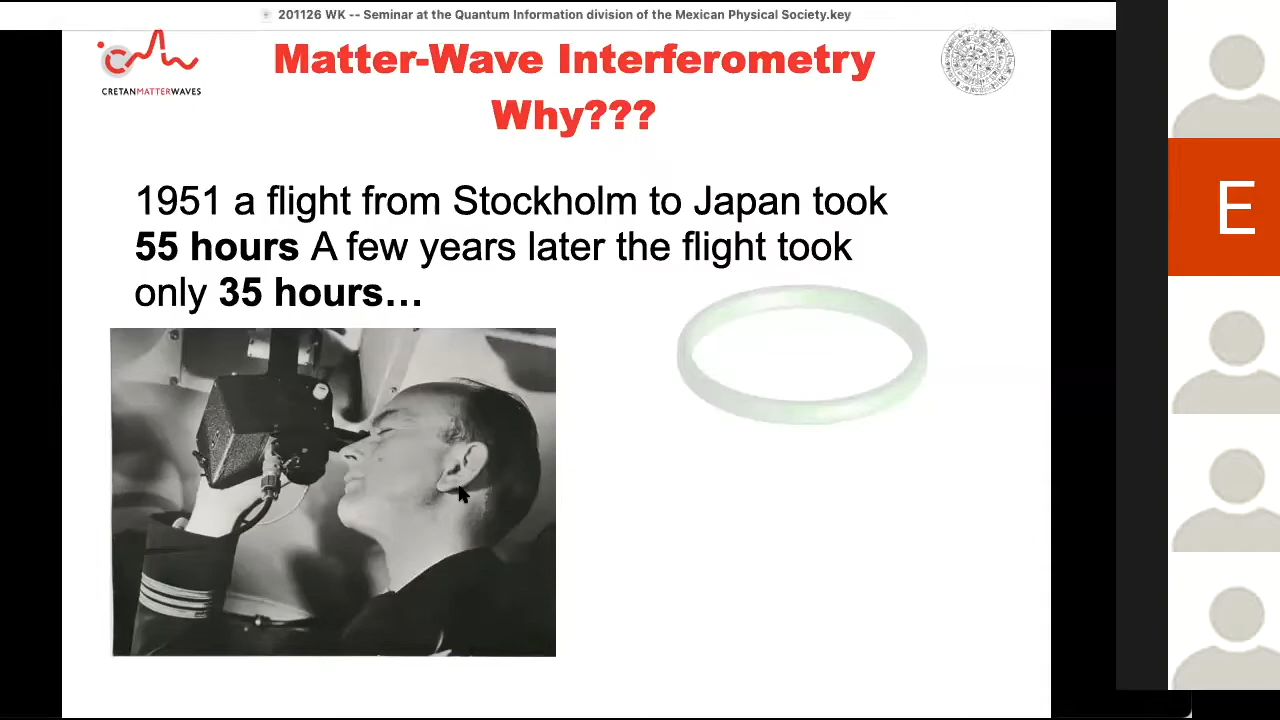 201126 WK -- Seminar at the Quantum Information division of the Mexican Physical Society.key
CRETANMATTERWAVES
Matter-Wave Interferometry
Why???
1951 a flight from Stockholm to Japan took
55 hours A few years later the flight took
only 35 hours...
E